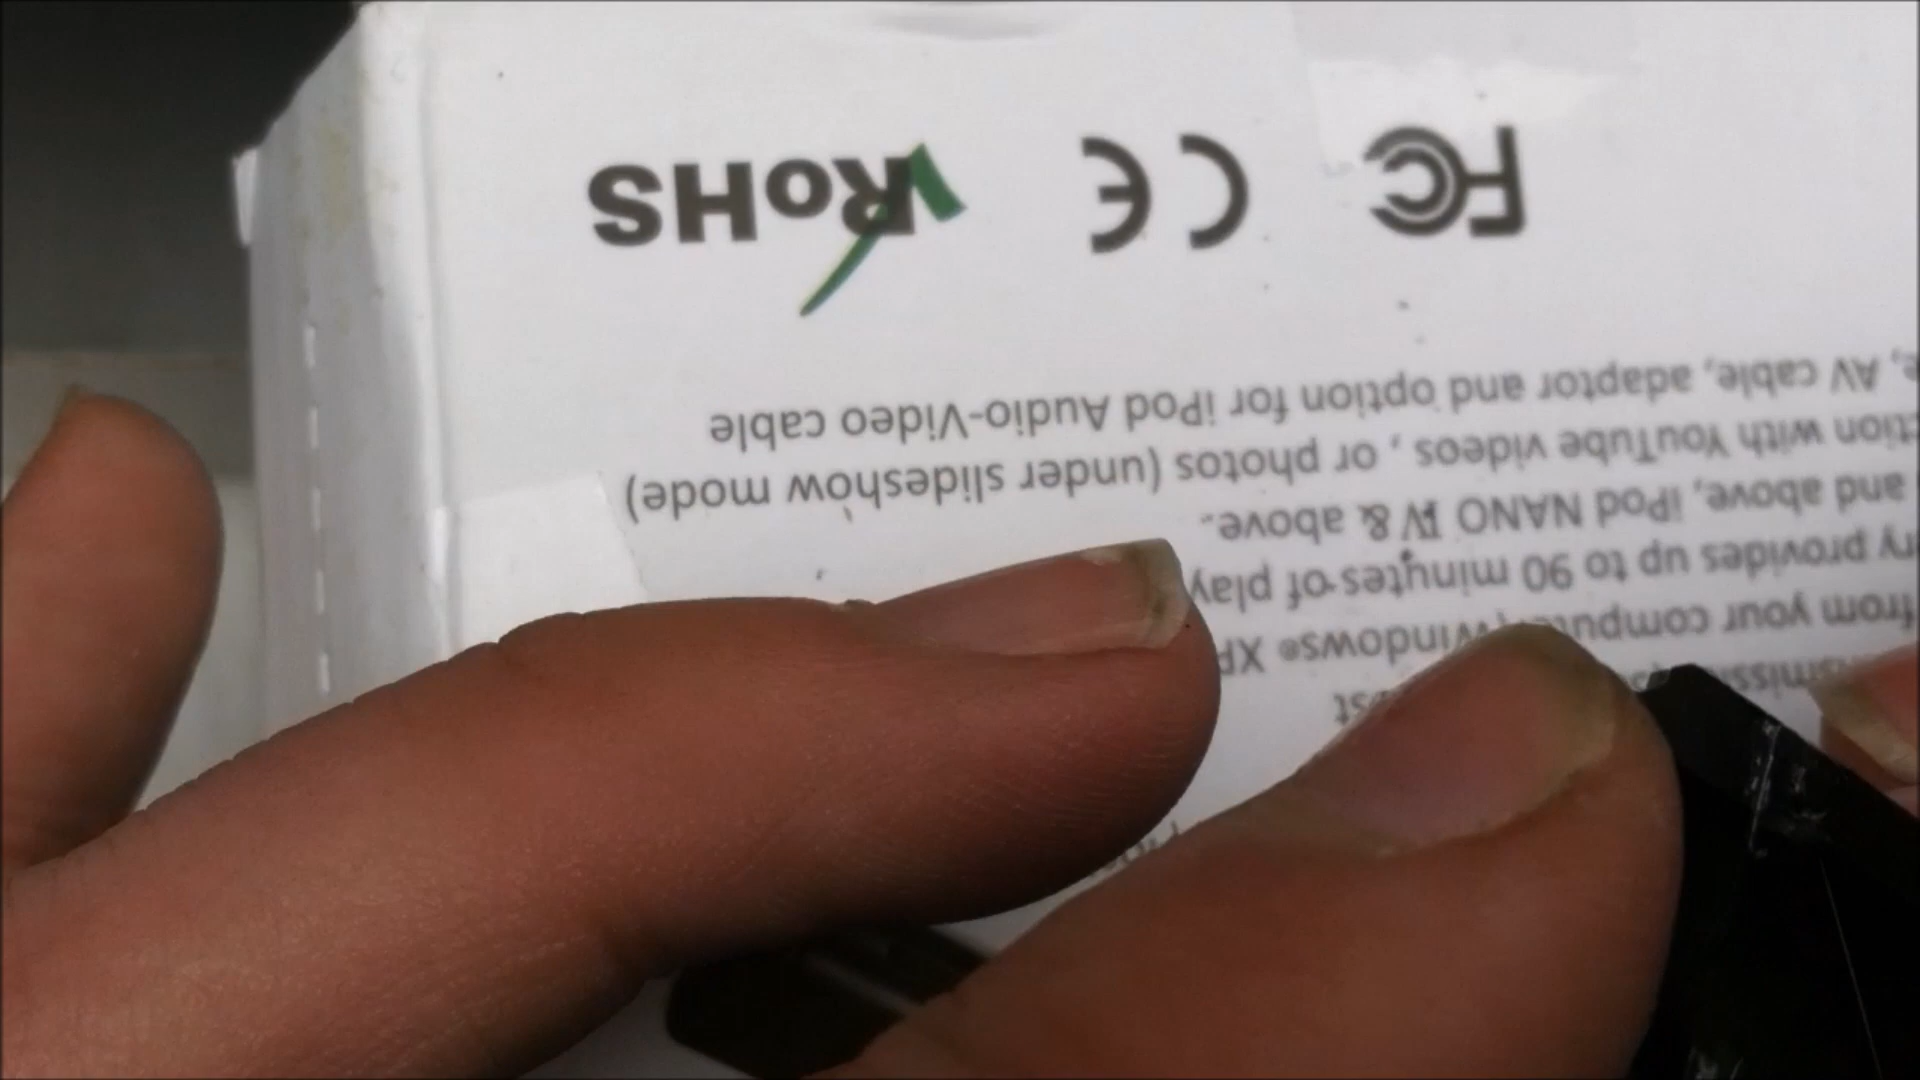 from your computer (Windows® XP
ry provides up to 90 minutes of play
and above, iPod NANO IV & above.
ction with YouTube videos , or photos (under slideshow mode)
e, AV cable, adaptor and option for iPod Audio-Video cable
FC CE RoHS